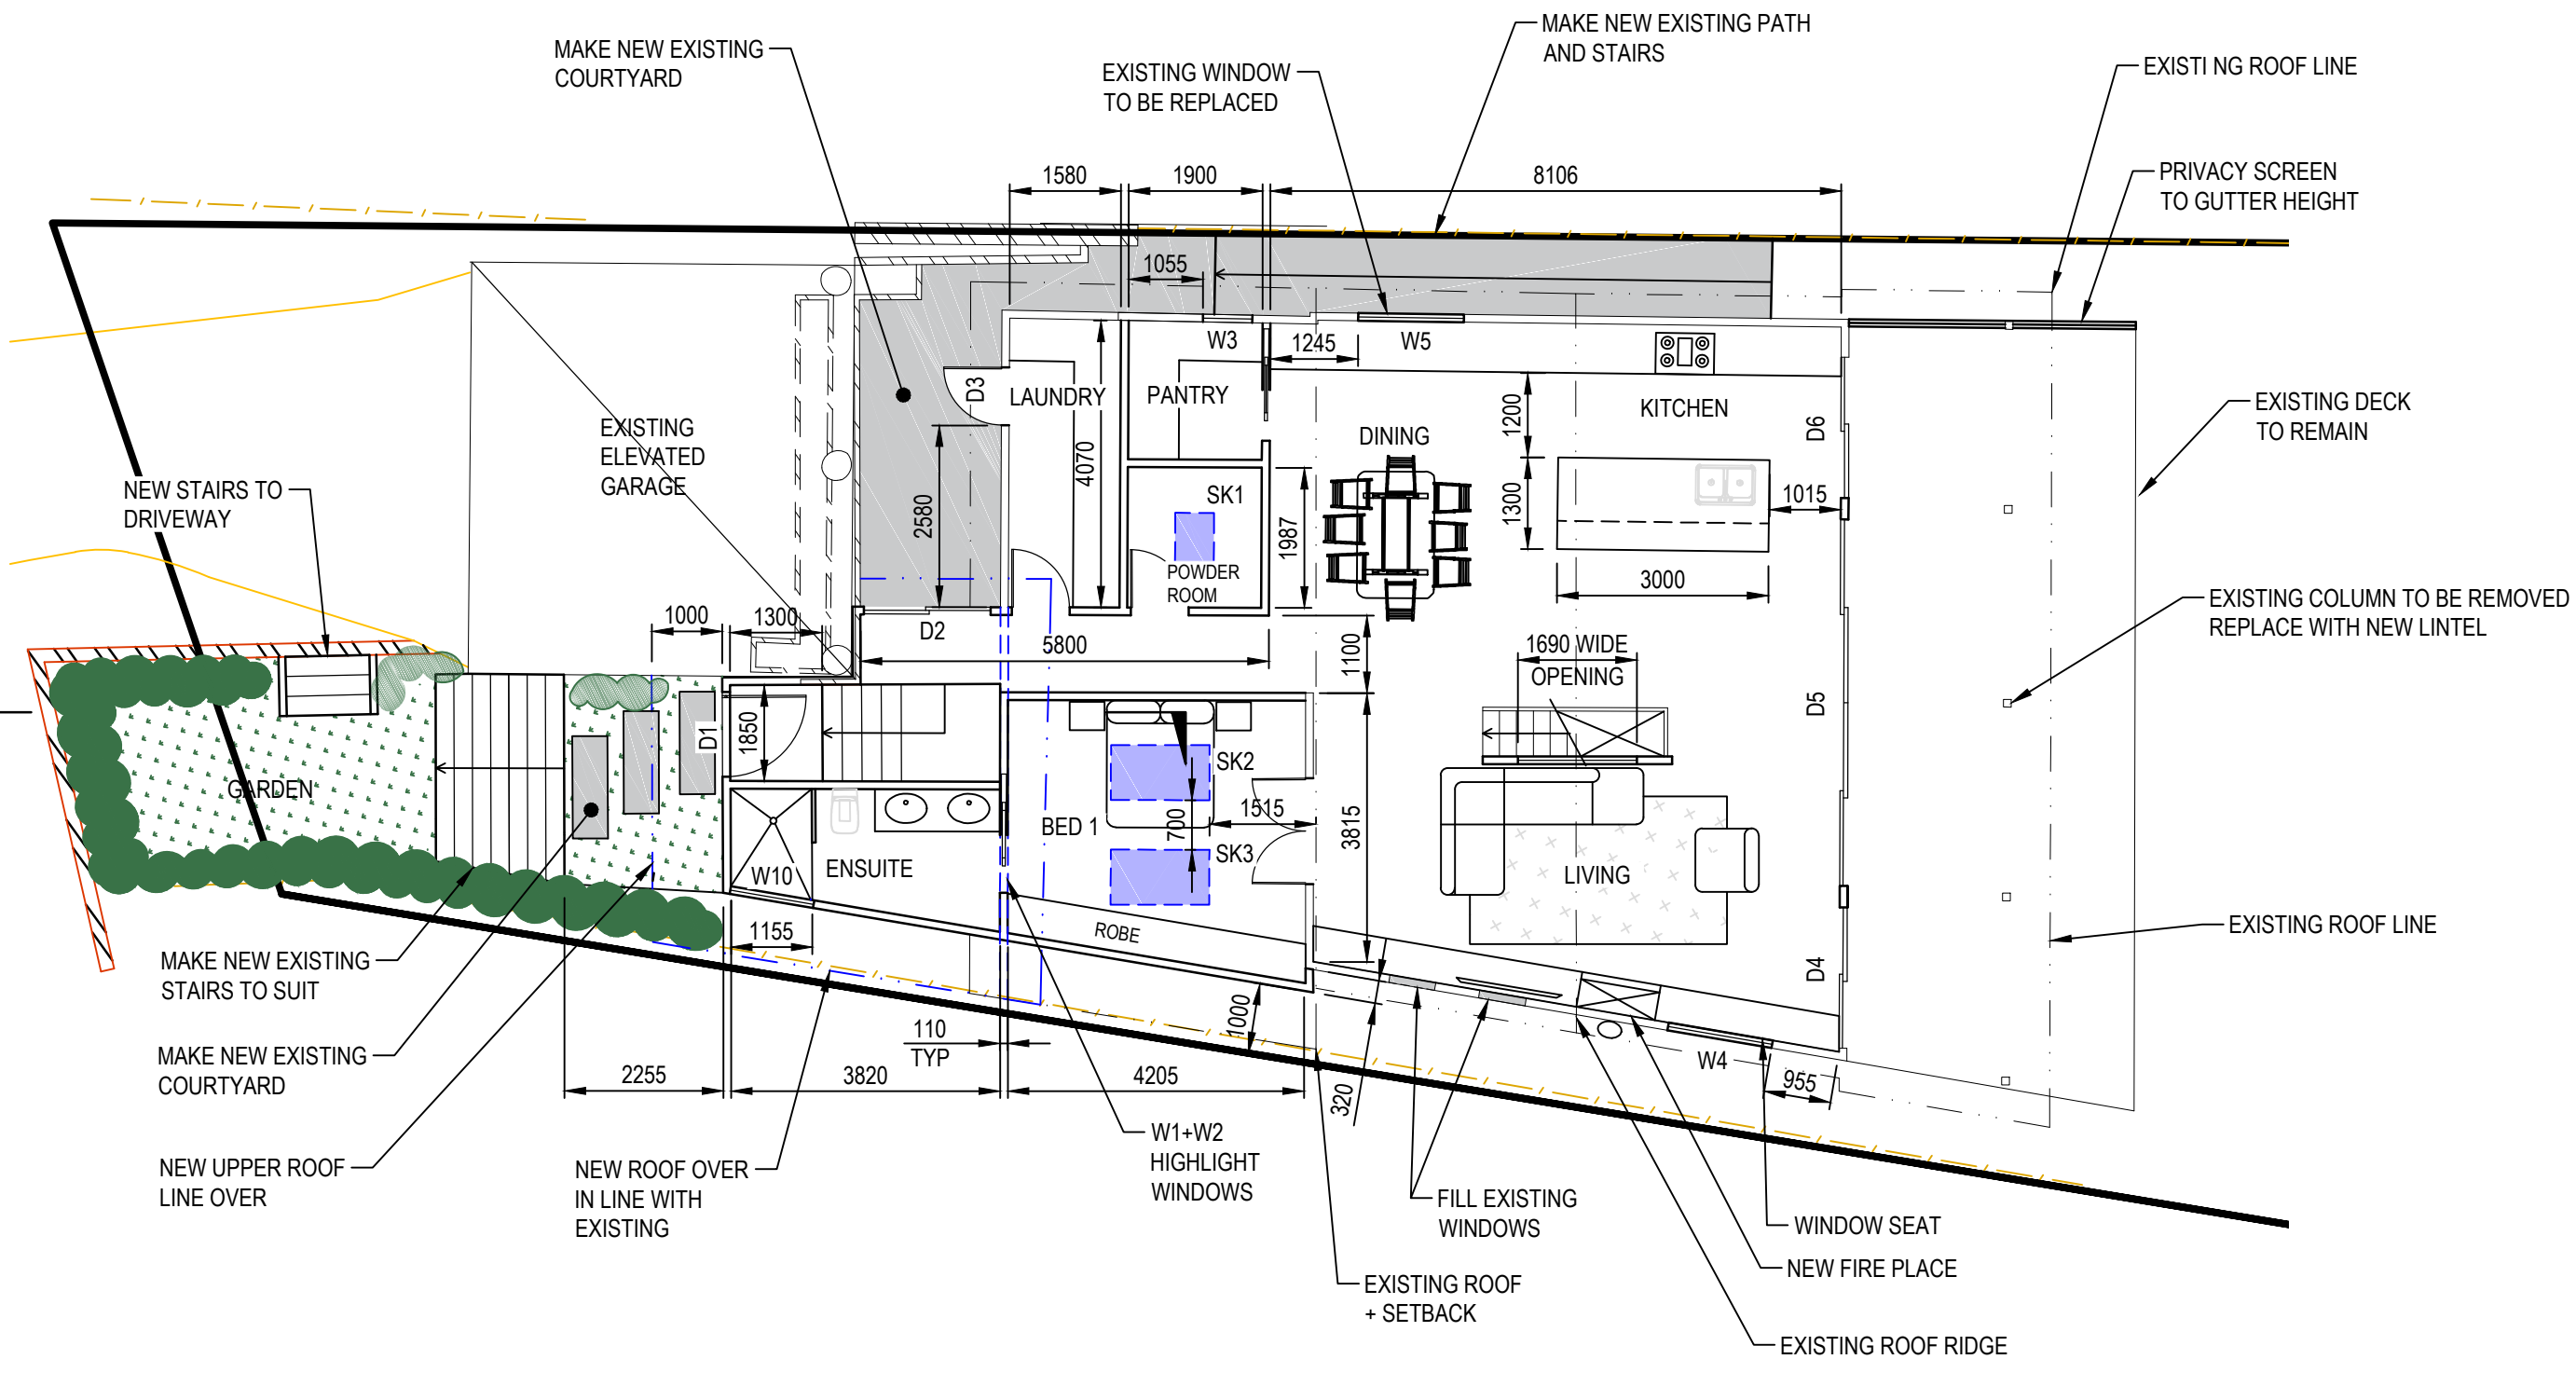 MAKE NEW EXISTING PATH
AND STAIRS
MAKE NEW EXISTING
COURTYARD
EXISTING WINDOW
TO BE REPLACED
EXISTI NG ROOF LINE
PRIVACY SCREEN
TO GUTTER HEIGHT
1580
1900
8106
1055
W3
1245
W5
D3
LAUNDRY
PANTRY
KITCHEN
1200
D6
EXISTING DECK
TO REMAIN
EXISTING
ELEVATED
GARAGE
DINING
4070
NEW STAIRS TO
DRIVEWAY
2580
SK1
1987
1300
1015
POWDER
ROOM
3000
EXISTING COLUMN TO BE REMOVED
REPLACE WITH NEW LINTEL
1000
1300
D2
5800
1100
1690 WIDE
OPENING
D1
1850
D5
GARDEN
SK2
1515
700
BED 1
3815
SK3
W10
ENSUITE
LIVING
ROBE
1155
EXISTING ROOF LINE
MAKE NEW EXISTING
STAIRS TO SUIT
D4
1000
110
TYP
MAKE NEW EXISTING
COURTYARD
2255
3820
4205
320
W4
955
NEW UPPER ROOF
LINE OVER
NEW ROOF OVER
IN LINE WITH
EXISTING
W1+W2
HIGHLIGHT
WINDOWS
FILL EXISTING
WINDOWS
WINDOW SEAT
NEW FIRE PLACE
EXISTING ROOF
+ SETBACK
EXISTING ROOF RIDGE